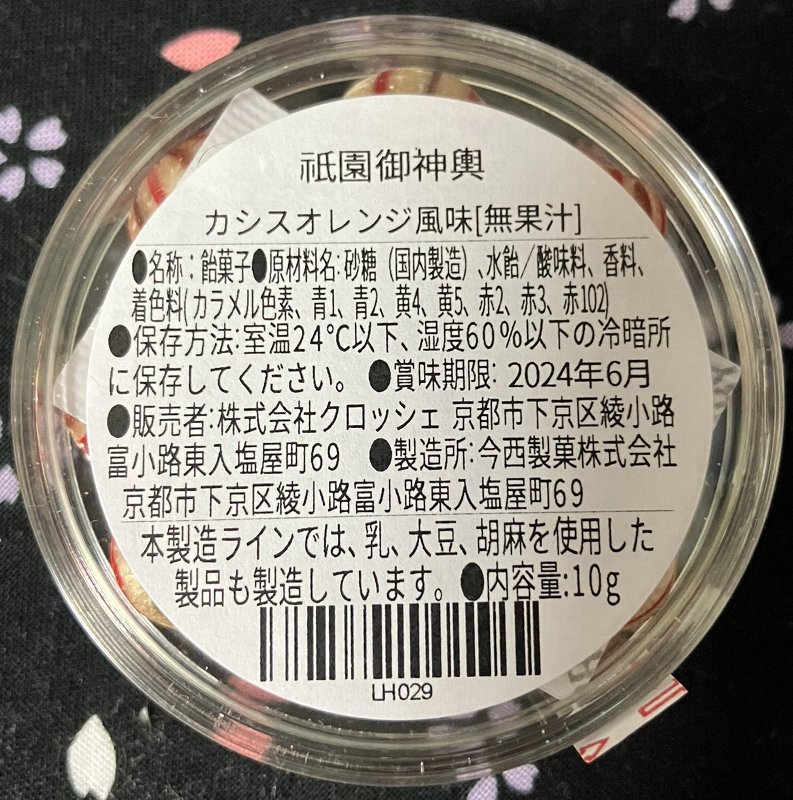 祇園御神輿
カシスオレンジ風味[無果汁]
●名称：飴菓子●原材料名:砂糖（国内製造）、水飴／酸味料、香料、
着色料(カラメル色素、青1、青2、黄4、黄5、赤2、赤3、赤102)
●保存方法:室温24℃以下、湿度60％以下の冷暗所
に保存してください。 ●賞味期限: 2024年6月
●販売者:株式会社クロッシェ 京都市下京区綾小路
富小路東入塩屋町69 ●製造所:今西製菓株式会社
京都市下京区綾小路富小路東入塩屋町69
本製造ラインでは、乳、大豆、胡麻を使用した
製品も製造しています。●内容量:10g
LH029